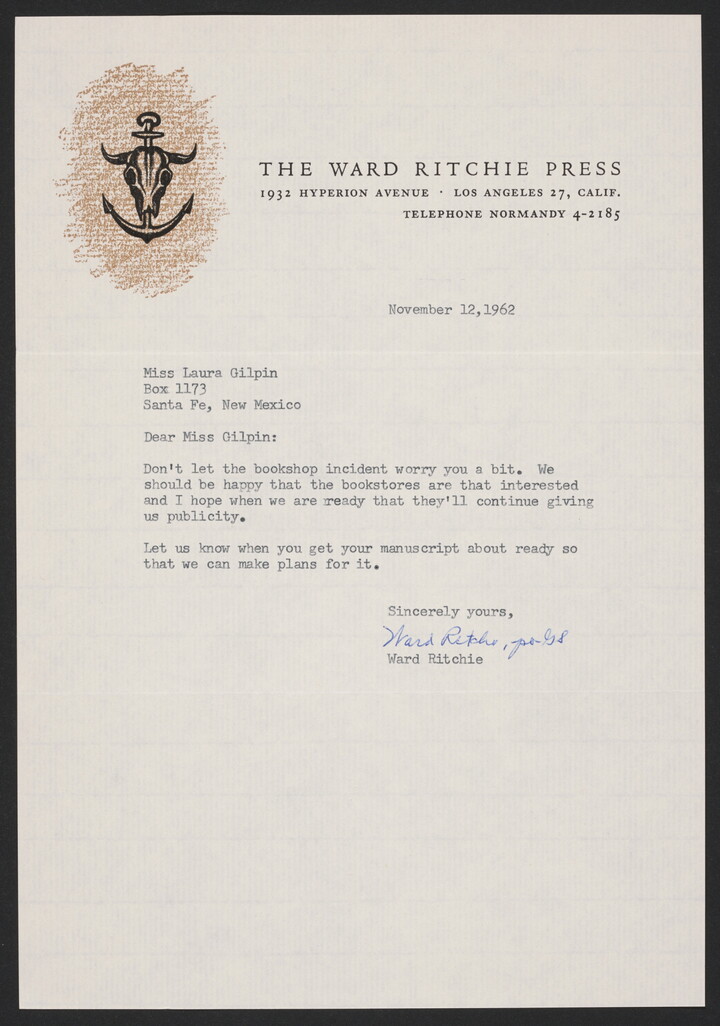 THE WARD RITCHIE PRESS
1932 HYPERION AVENUE · LOS ANGELES 27, CALIF.
TELEPHONE NORMANDY 4-2185
November 12,1962
Miss Laura Gilpin
Box 1173
Santa Fe, New Mexico
Dear Miss Gilpin:
Don't let the bookshop incident worry you a bit. We
should be happy that the bookstores are that interested
and I hope when we are ready that they'll continue giving
us publicity.
Let us know when you get your manuscript about ready so
that we can make plans for it.
Sincerely yours,
Ward Ritchie,
Ward Ritchie